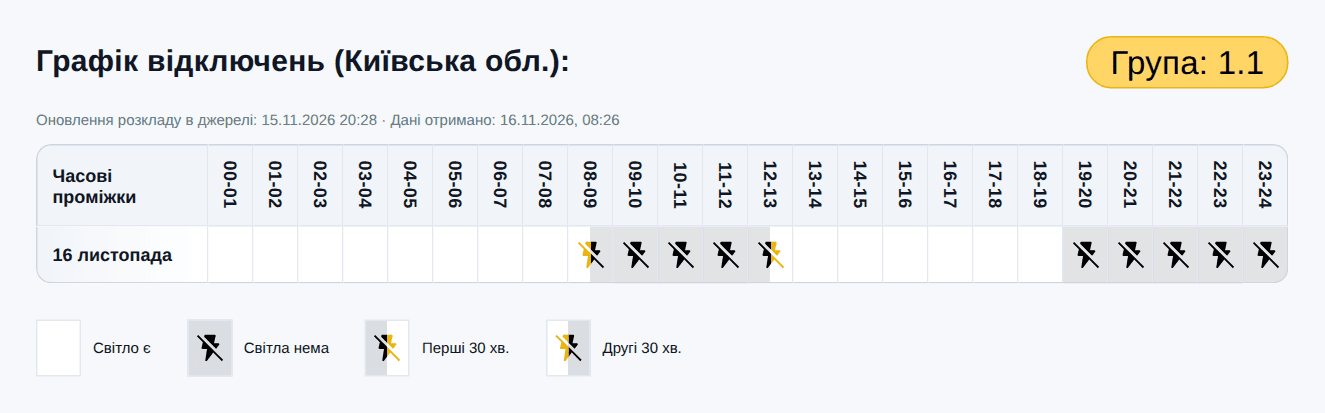 Графік відключень (Київська обл.):
Група: 1.1
Оновлення розкладу в джерелі: 15.11.2026 20:28 · Дані отримано: 16.11.2026, 08:26
Часові
проміжки
00-01
01-02
02-03
03-04
04-05
05-06
06-07
07-08
08-09
09-10
10-11
11-12
12-13
13-14
14-15
15-16
16-17
17-18
18-19
19-20
20-21
21-22
22-23
23-24
16 листопада
Світло є
Світла нема
Перші 30 хв.
Другі 30 хв.